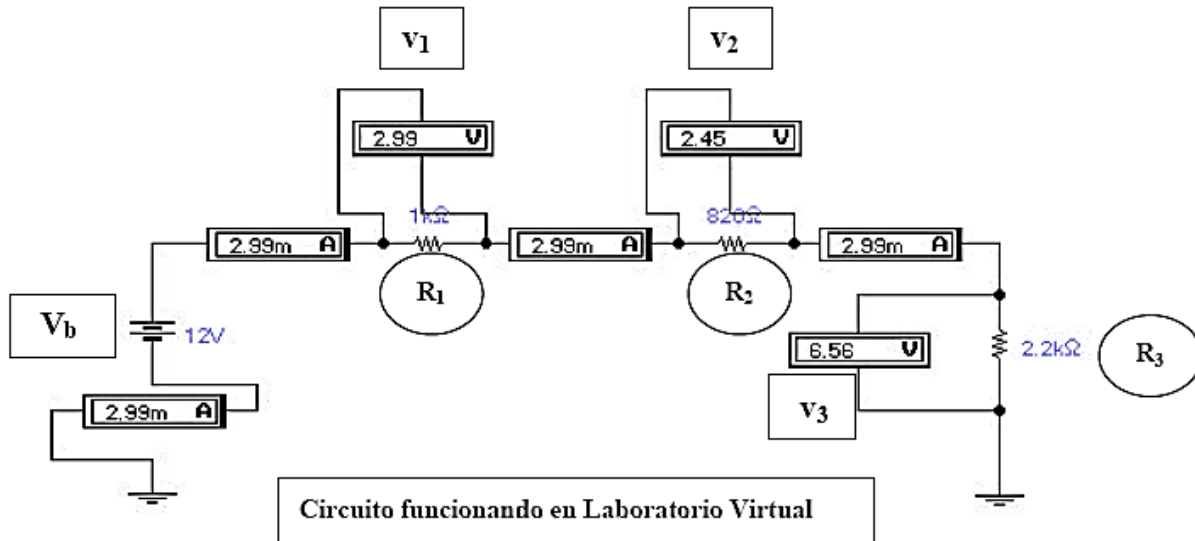 v1
v2
2.99 V
2.45 V
1kΩ
820Ω
2.99m A
2.99m A
2.99m A
R1
R2
Vb
12V
6.56 V
2.2kΩ
R3
2.99m A
v3
Circuito funcionando en Laboratorio Virtual